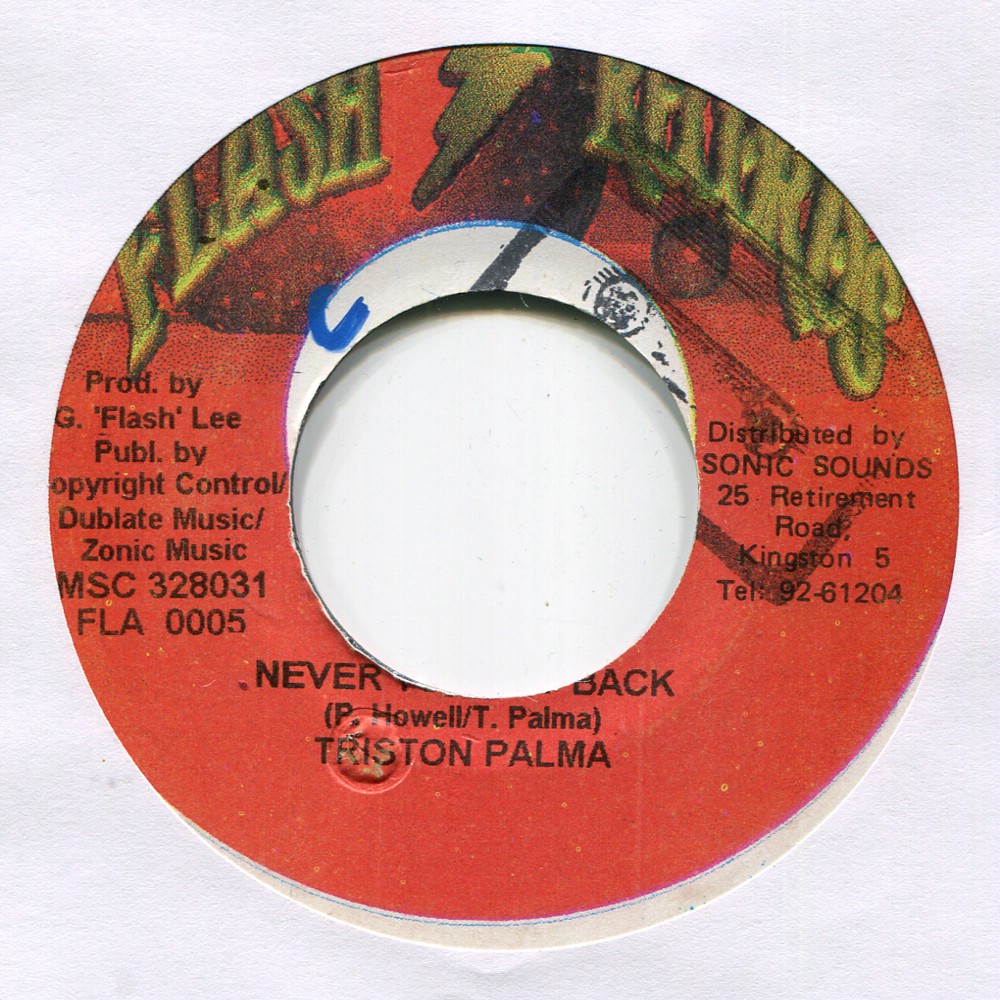 FLASH
RECORDS
Prod. by
G. 'Flash' Lee
Publ. by
opyright Control/
Dublate Music/
Zonic Music
MSC 328031
FLA 0005
Distributed by
SONIC SOUNDS
25 Retirement
Road,
Kingston 5
Tel: 92-61204
NEVER BACK
(P. Howell/T. Palma)
TRISTON PALMA